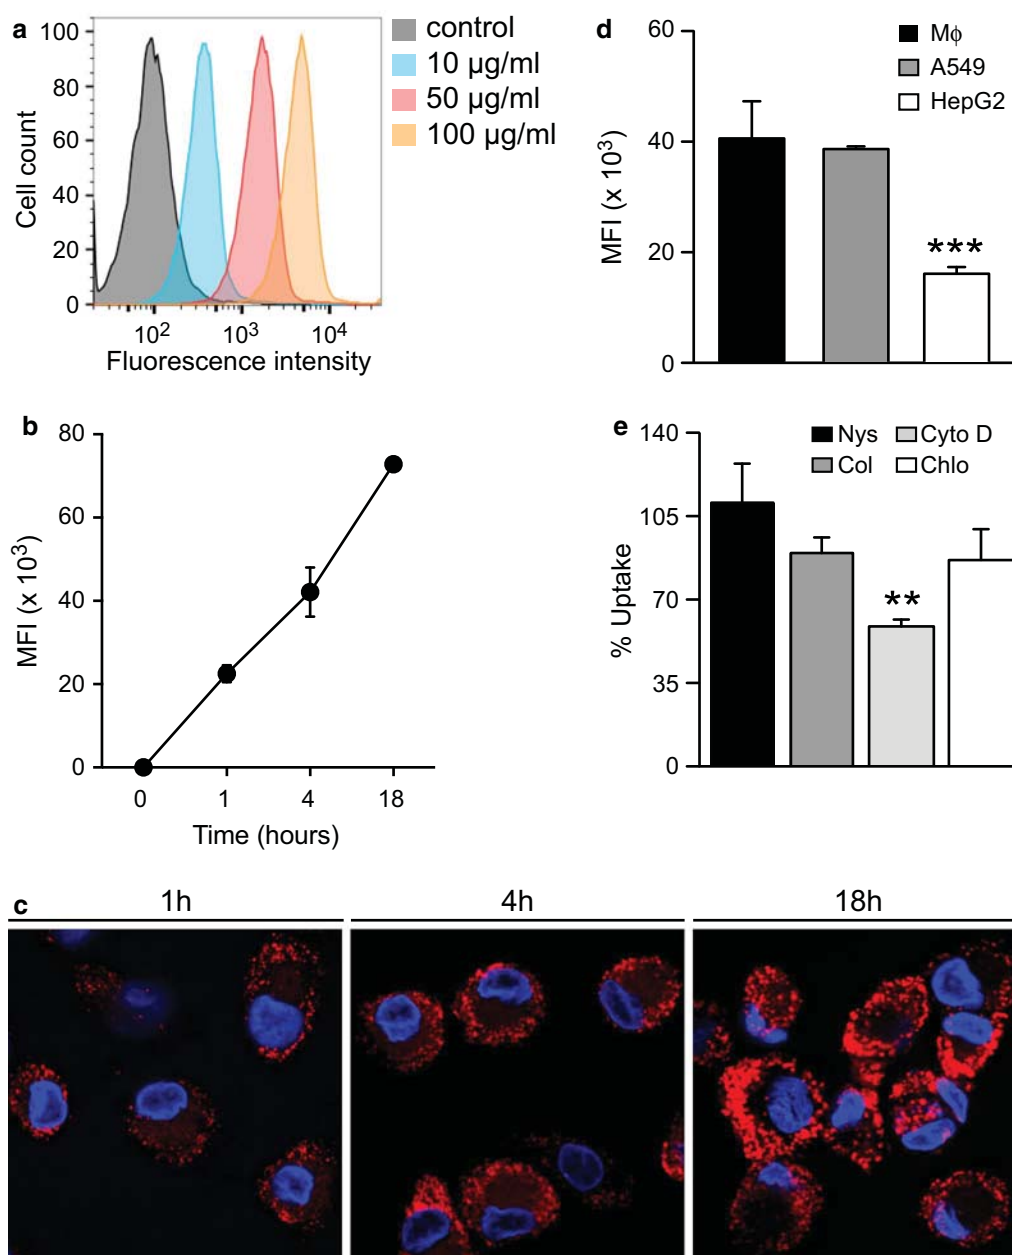 a
control
10 µg/ml
50 µg/ml
100 µg/ml
100
80
60
40
20
0
Cell count
10²
10³
10⁴
Fluorescence intensity
b
80
60
40
20
0
MFI (x 10³)
0
1
4
18
Time (hours)
c
1h
4h
18h
d
60
40
20
0
MFI (x 10³)
Mϕ
A549
HepG2
***
e
140
105
70
35
0
% Uptake
Nys
Cyto D
Col
Chlo
**